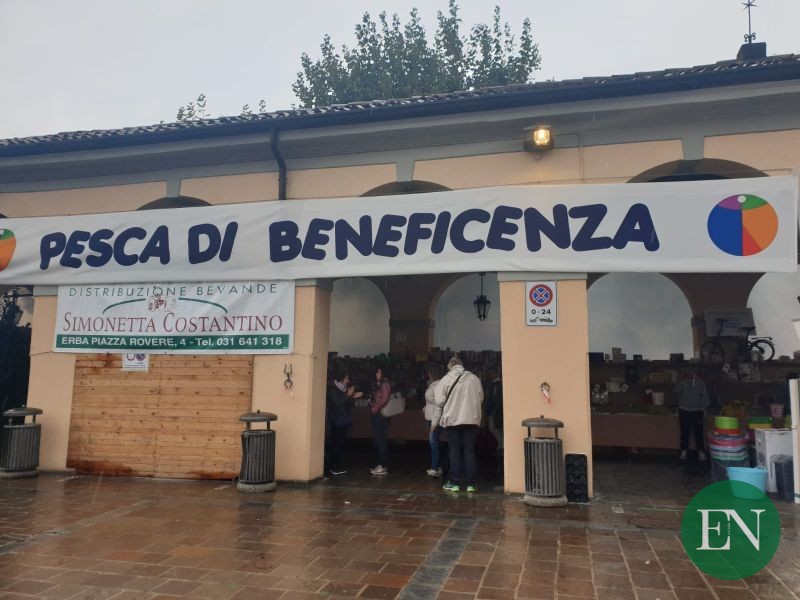 PESCA DI BENEFICENZA
DISTRIBUZIONE BEVANDE
SIMONETTA COSTANTINO
ERBA PIAZZA ROVERE, 4 - Tel. 031 641 318
0-24
EN